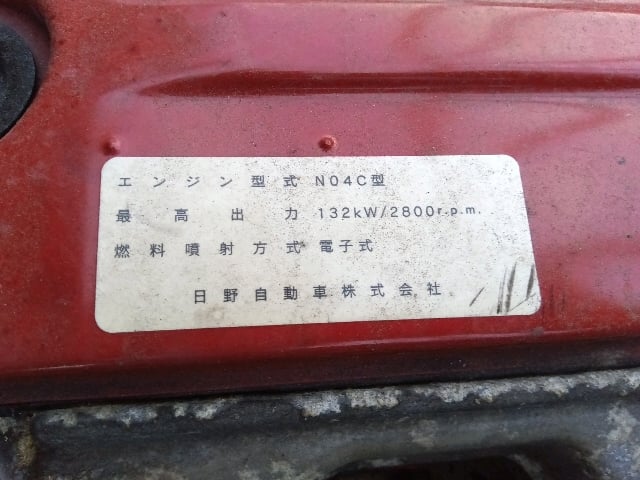 エンジン型式 N04C型
最高出力 132kW/2800r.p.m.
燃料噴射方式 電子式
日野自動車株式会社